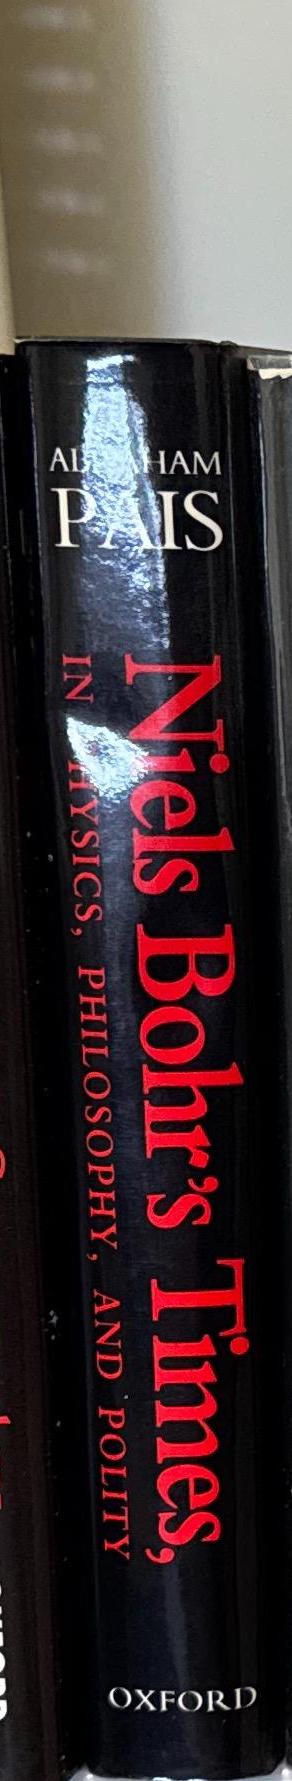 ABRAHAM
PAIS
Niels Bohr's Times,
IN PHYSICS, PHILOSOPHY, AND POLITY
OXFORD